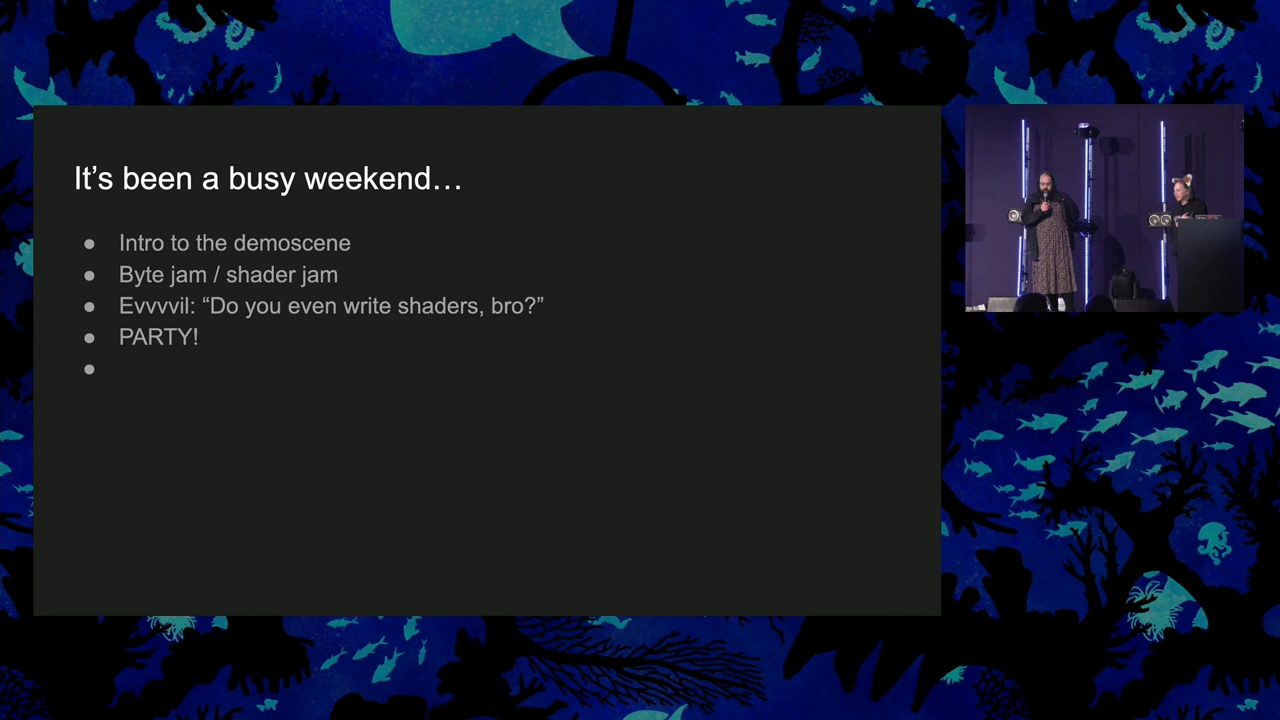 It’s been a busy weekend…
● Intro to the demoscene
● Byte jam / shader jam
● Evvvvil: “Do you even write shaders, bro?”
● PARTY!
●